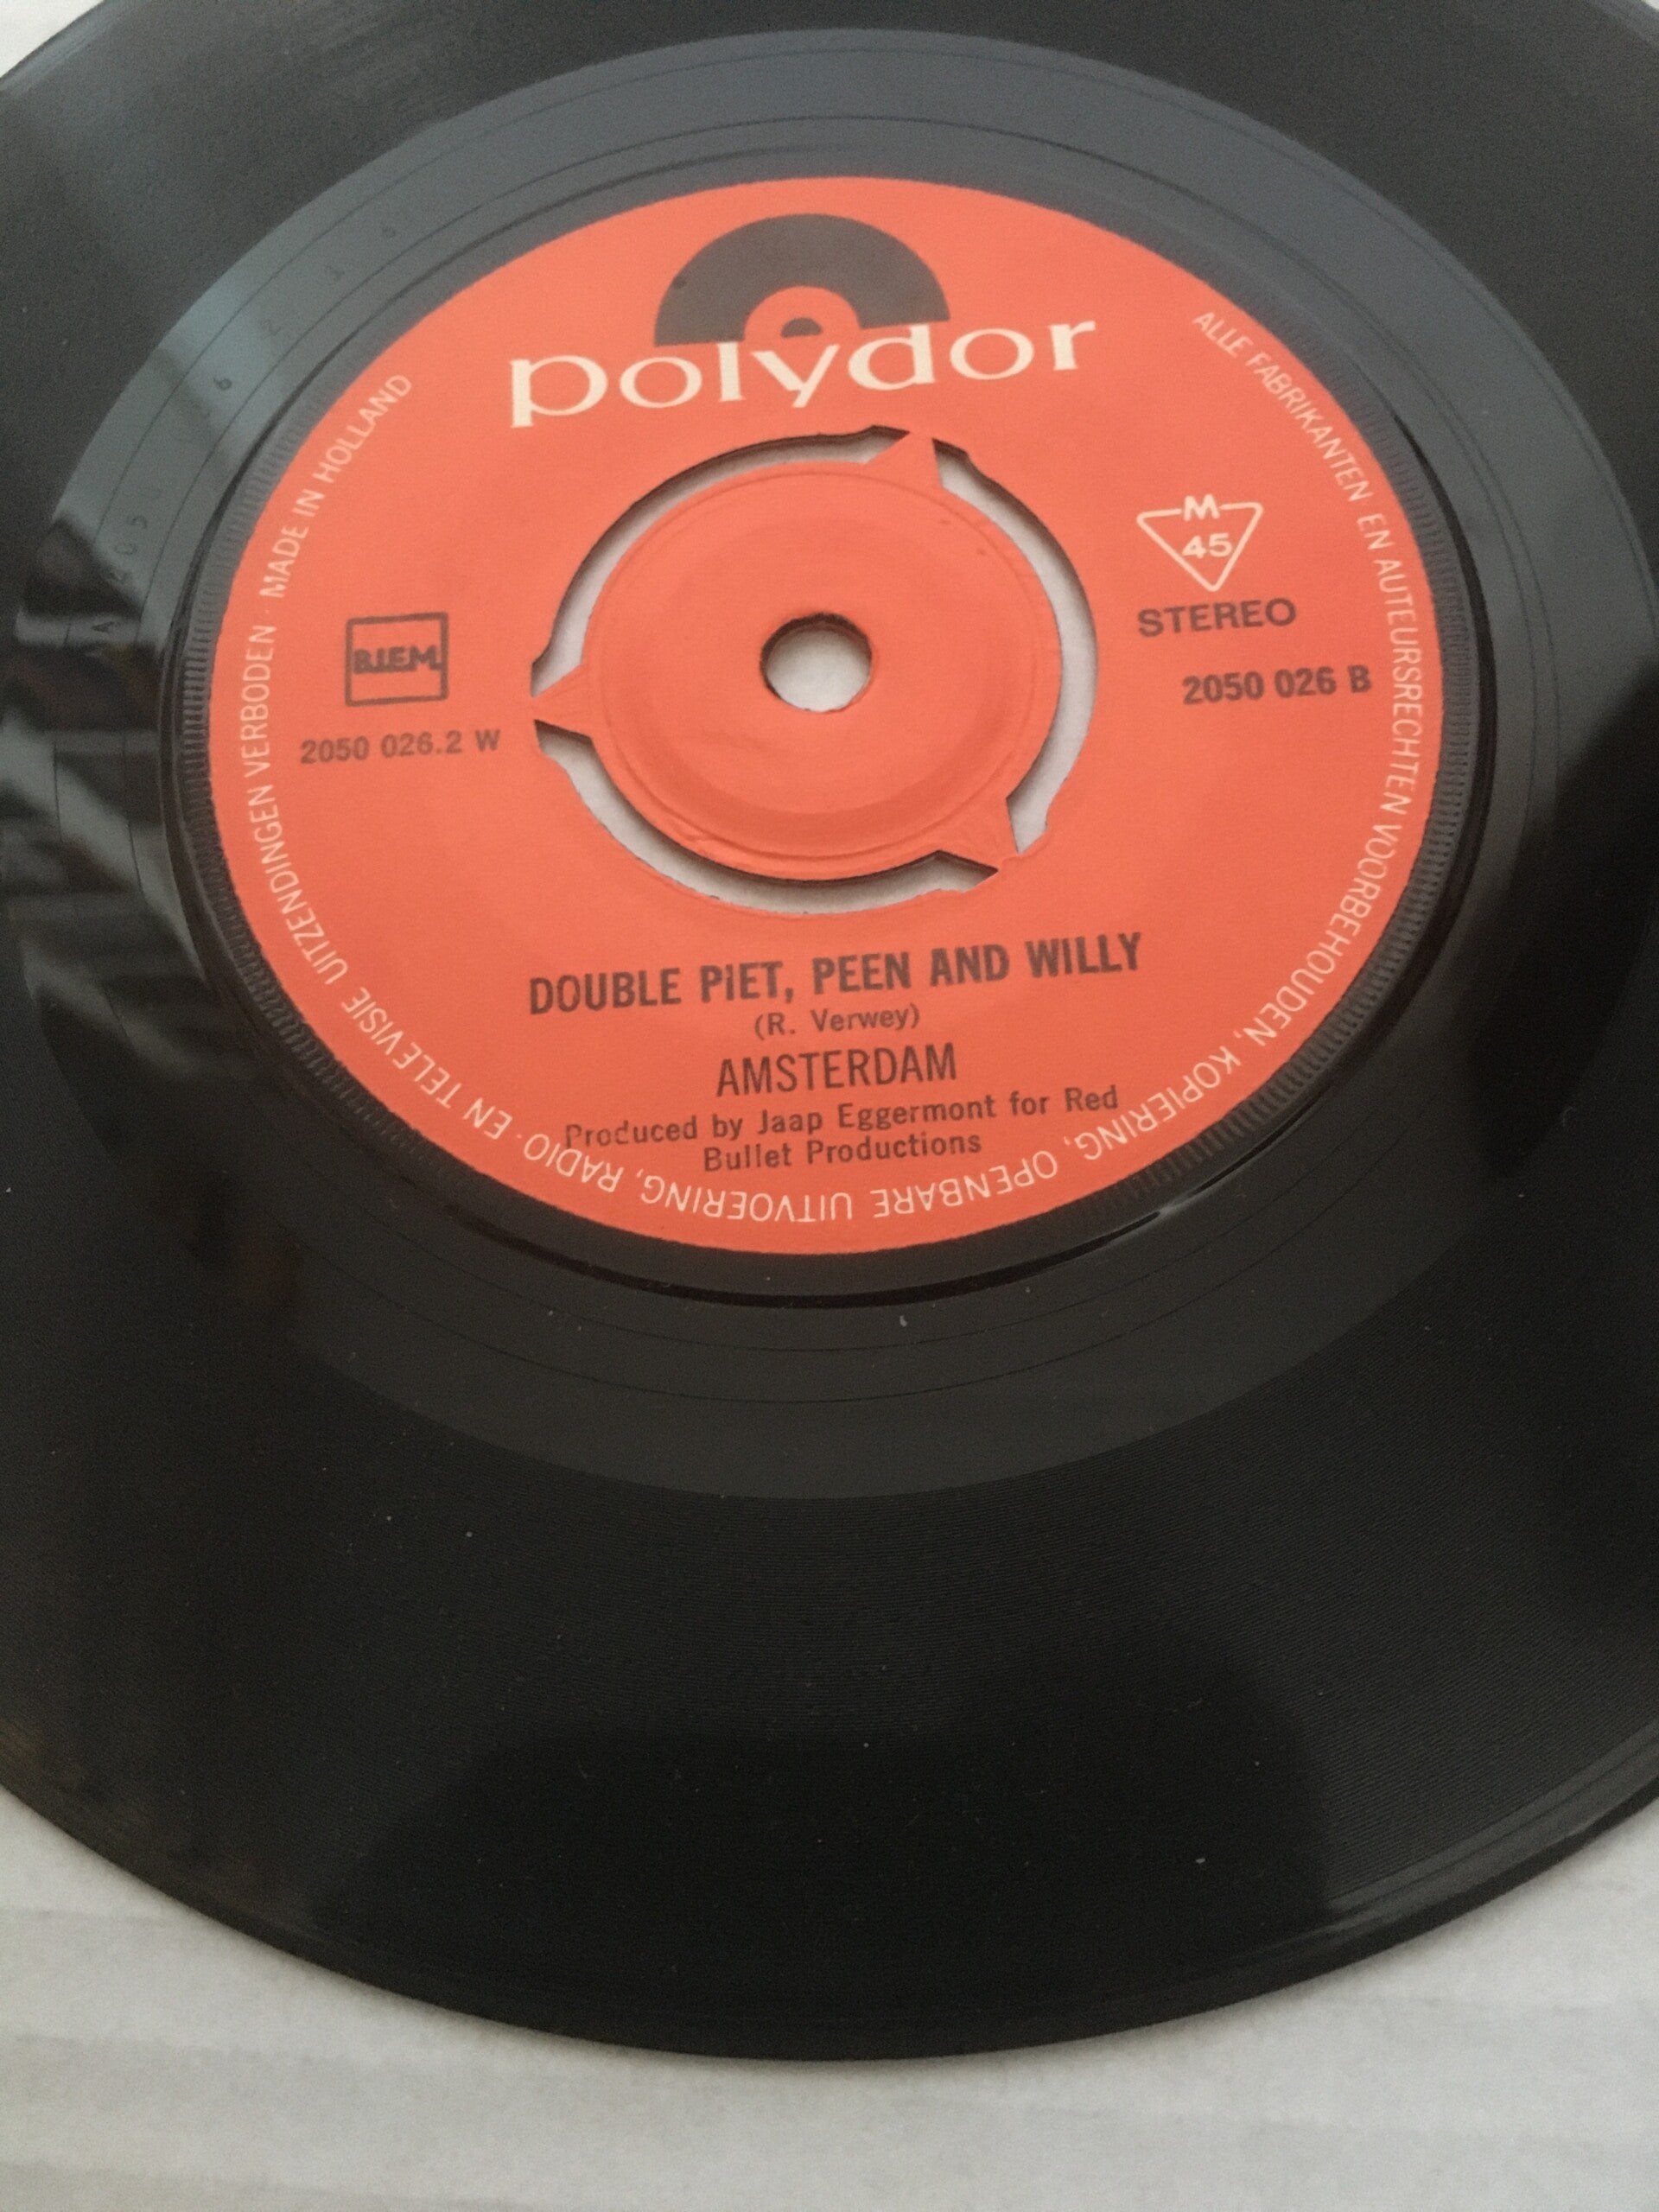 polydor
M
45
STEREO
2050 026 B
B.I.E.M.
2050 026.2 W
DOUBLE PIET, PEEN AND WILLY
(R. Verwey)
AMSTERDAM
Produced by Jaap Eggermont for Red
Bullet Productions
ALLE FABRIKANTEN EN AUTEURSRECHTEN VOORBEHOUDEN, KOPIERING, OPENBARE UITVOERING, RADIO · EN TELEVISIE UITZENDINGEN VERBODEN · MADE IN HOLLAND